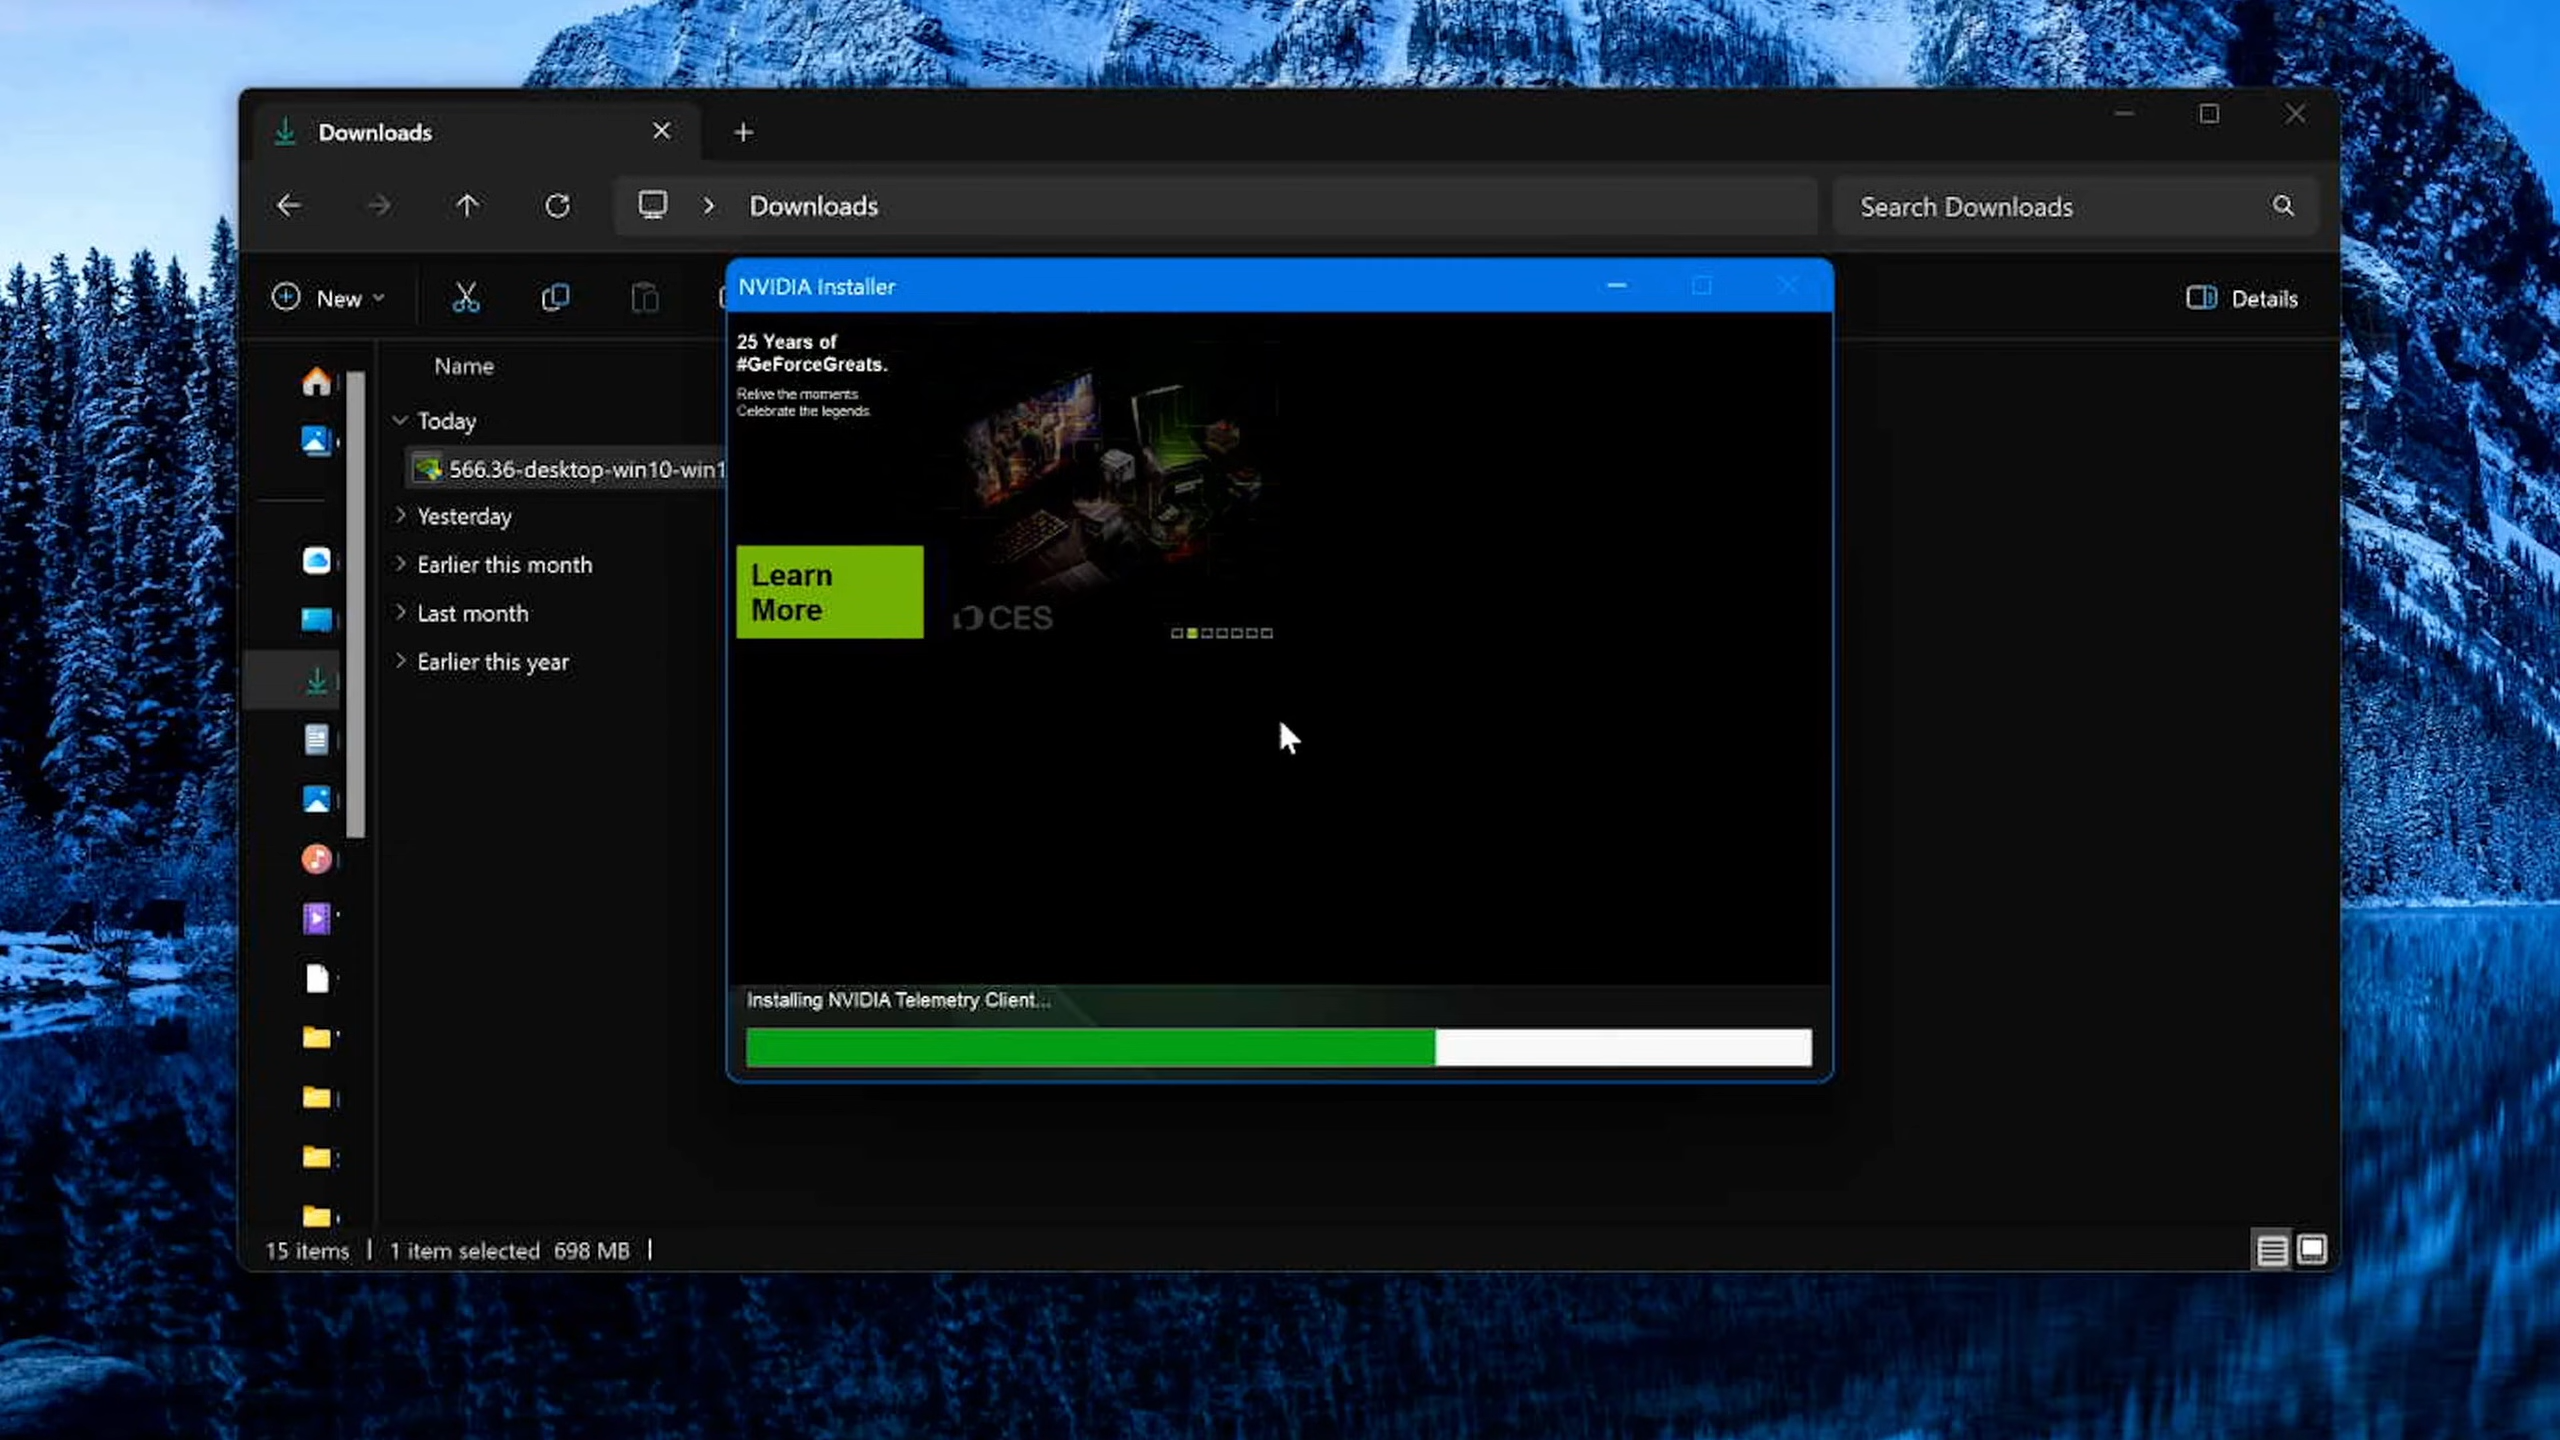 Downloads
Downloads
Search Downloads
New
Details
NVIDIA Installer
Name
Today
566.36-desktop-win10-win1
Yesterday
Earlier this month
Last month
Earlier this year
25 Years of
#GeForceGreats.
Relive the moments
Celebrate the legends.
Learn
More
CES
Installing NVIDIA Telemetry Client...
15 items
1 item selected 698 MB